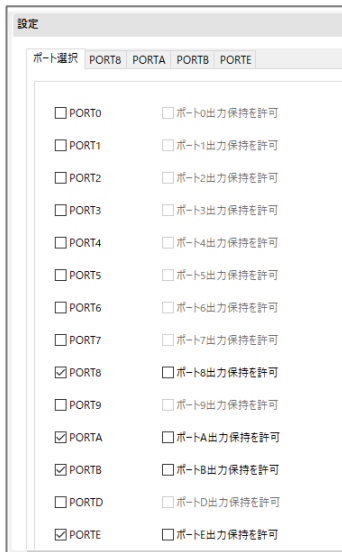 設定
ポート選択 PORT8 PORTA PORTB PORTE
PORT0 ポート0出力保持を許可
PORT1 ポート1出力保持を許可
PORT2 ポート2出力保持を許可
PORT3 ポート3出力保持を許可
PORT4 ポート4出力保持を許可
PORT5 ポート5出力保持を許可
PORT6 ポート6出力保持を許可
PORT7 ポート7出力保持を許可
PORT8 ポート8出力保持を許可
PORT9 ポート9出力保持を許可
PORTA ポートA出力保持を許可
PORTB ポートB出力保持を許可
PORTD ポートD出力保持を許可
PORTE ポートE出力保持を許可